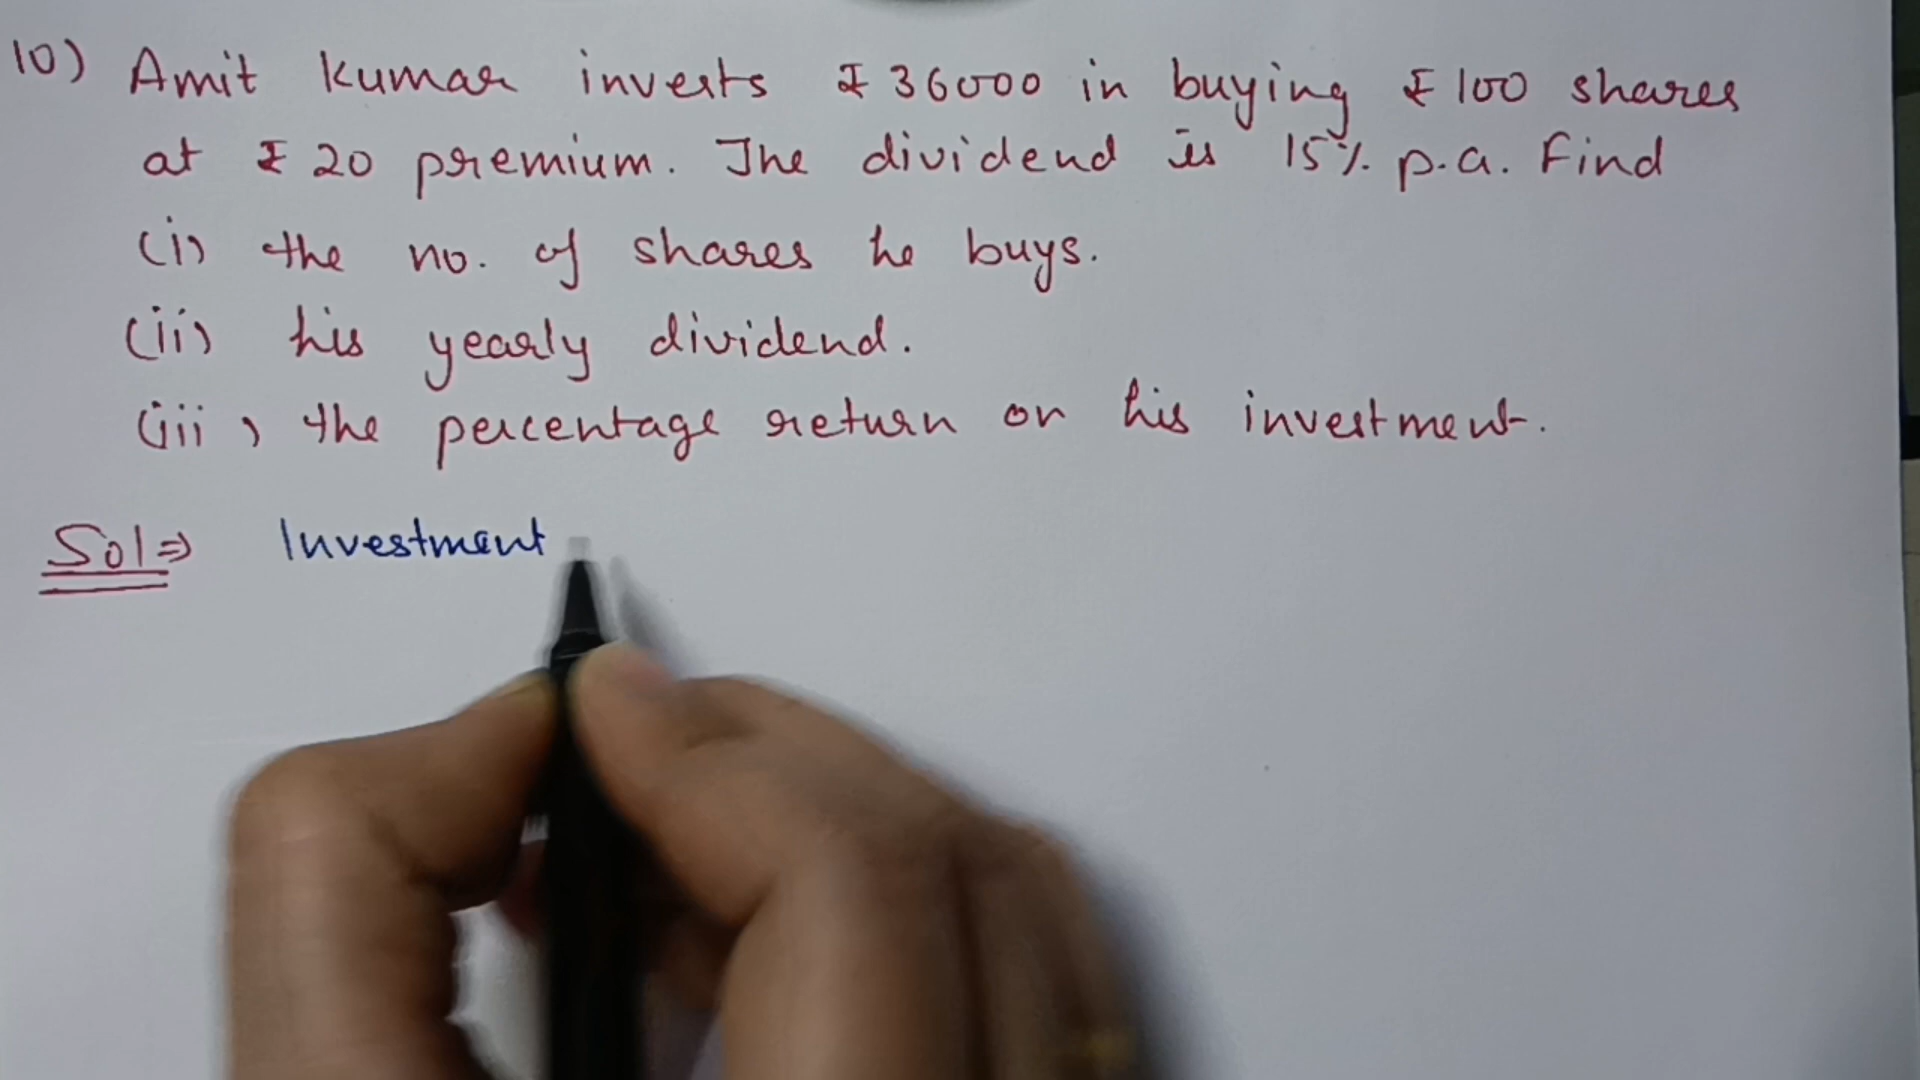 10) Amit Kumar invests ₹ 36000 in buying ₹ 100 shares
at ₹ 20 premium. The dividend is 15% p.a. Find
(i) the no. of shares he buys.
(ii) his yearly dividend.
(iii) the percentage return on his investment.
Sol ⇒ Investment